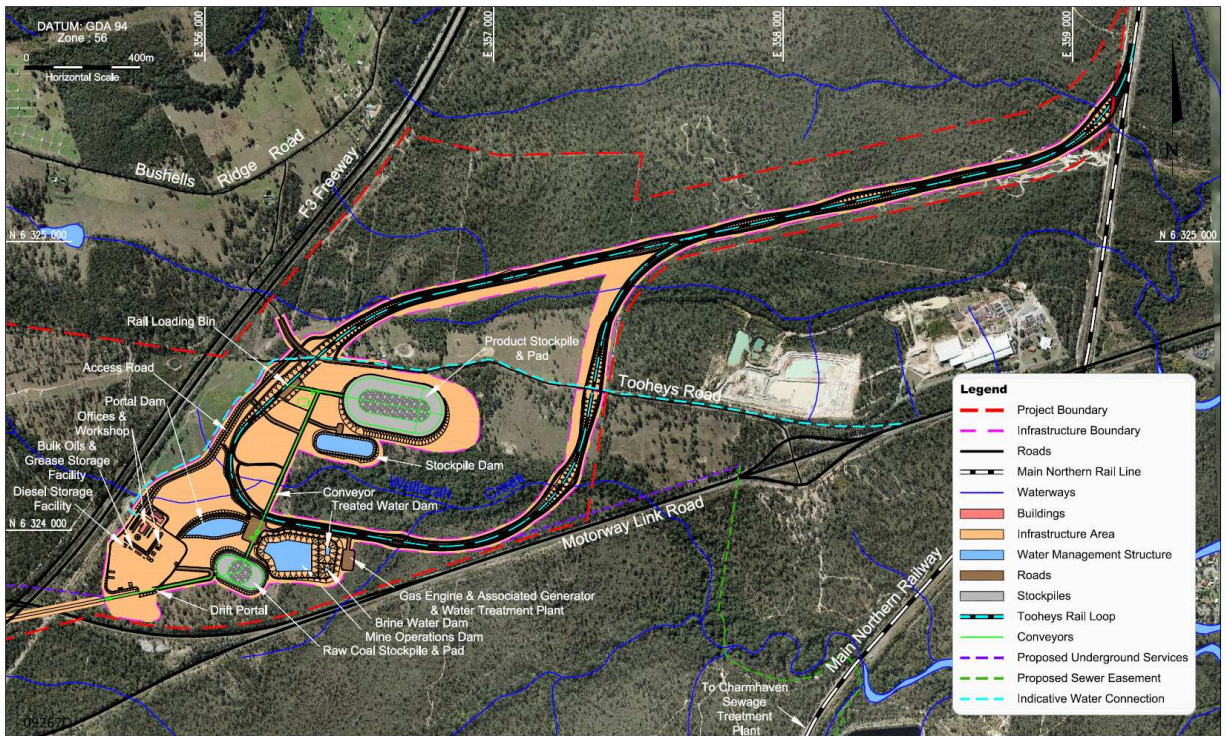 DATUM: GDA 94
Zone : 56
0 400m
Horizontal Scale
E 356 000
E 357 000
E 358 000
E 359 000
N
Bushells Ridge Road
F3 Freeway
N 6 325 000
N 6 325 000
Rail Loading Bin
Product Stockpile
& Pad
Access Road
Tooheys Road
Portal Dam
Offices &
Workshop
Bulk Oils &
Grease Storage
Facility
Stockpile Dam
Diesel Storage
Facility
Wallarah Creek
Conveyor
Treated Water Dam
N 6 324 000
Motorway Link Road
Drift Portal
Gas Engine & Associated Generator
& Water Treatment Plant
Brine Water Dam
Mine Operations Dam
Raw Coal Stockpile & Pad
Main Northern Railway
To Charmhaven
Sewage
Treatment
Plant
Legend
Project Boundary
Infrastructure Boundary
Roads
Main Northern Rail Line
Waterways
Buildings
Infrastructure Area
Water Management Structure
Roads
Stockpiles
Tooheys Rail Loop
Conveyors
Proposed Underground Services
Proposed Sewer Easement
Indicative Water Connection